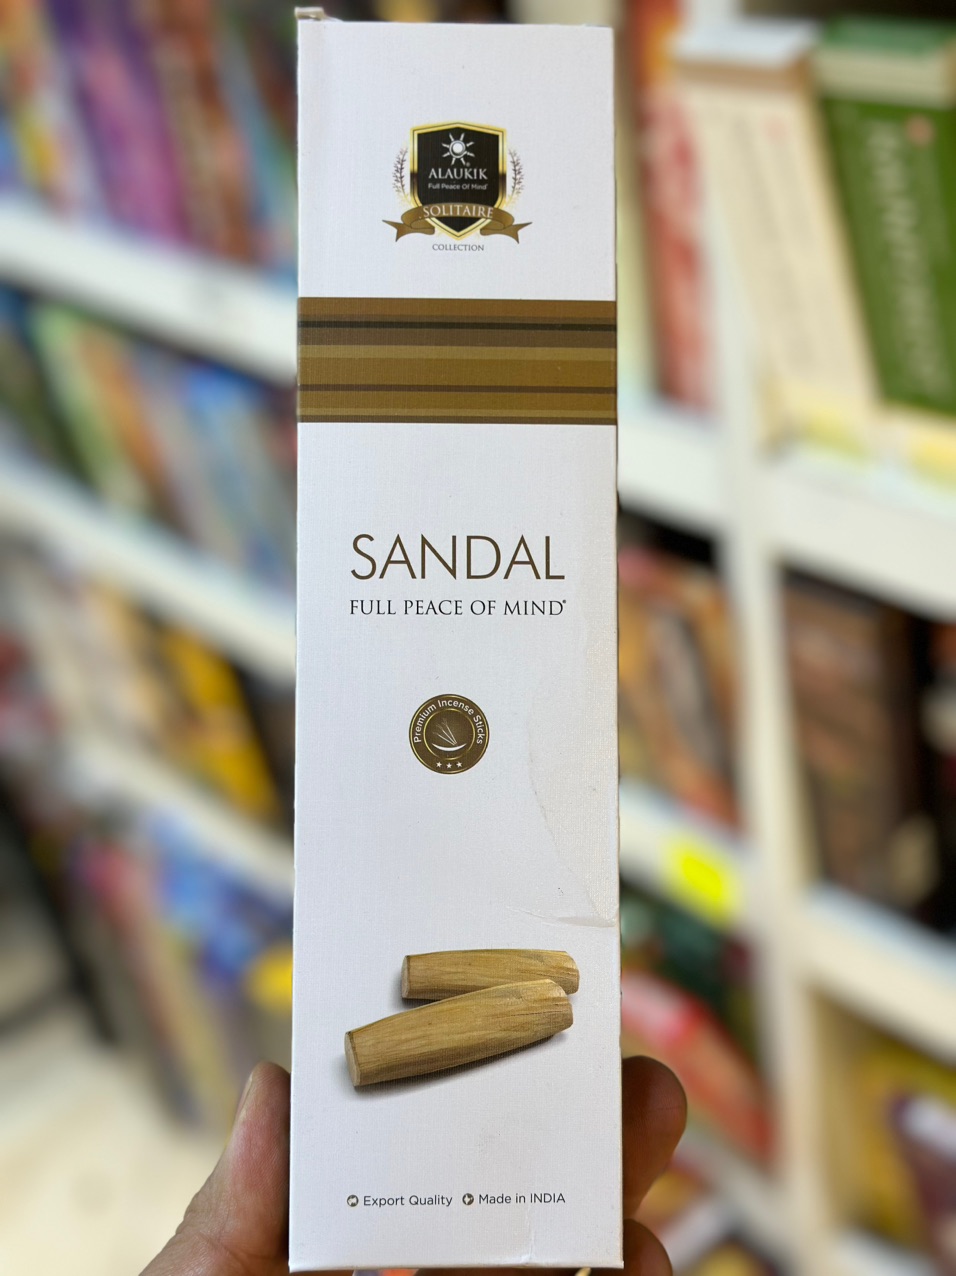 ALAUKIK
Full Peace Of Mind
SOLITAIRE
COLLECTION
SANDAL
FULL PEACE OF MIND®
Premium Incense Sticks
Export Quality Made in INDIA